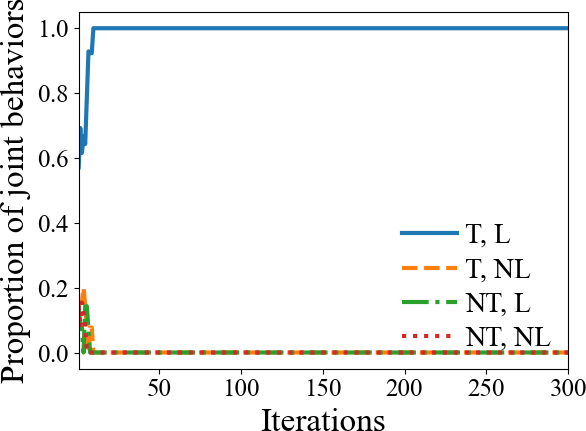 Proportion of joint behaviors
1.0
0.8
0.6
0.4
0.2
0.0
T, L
T, NL
NT, L
NT, NL
50 100 150 200 250 300
Iterations